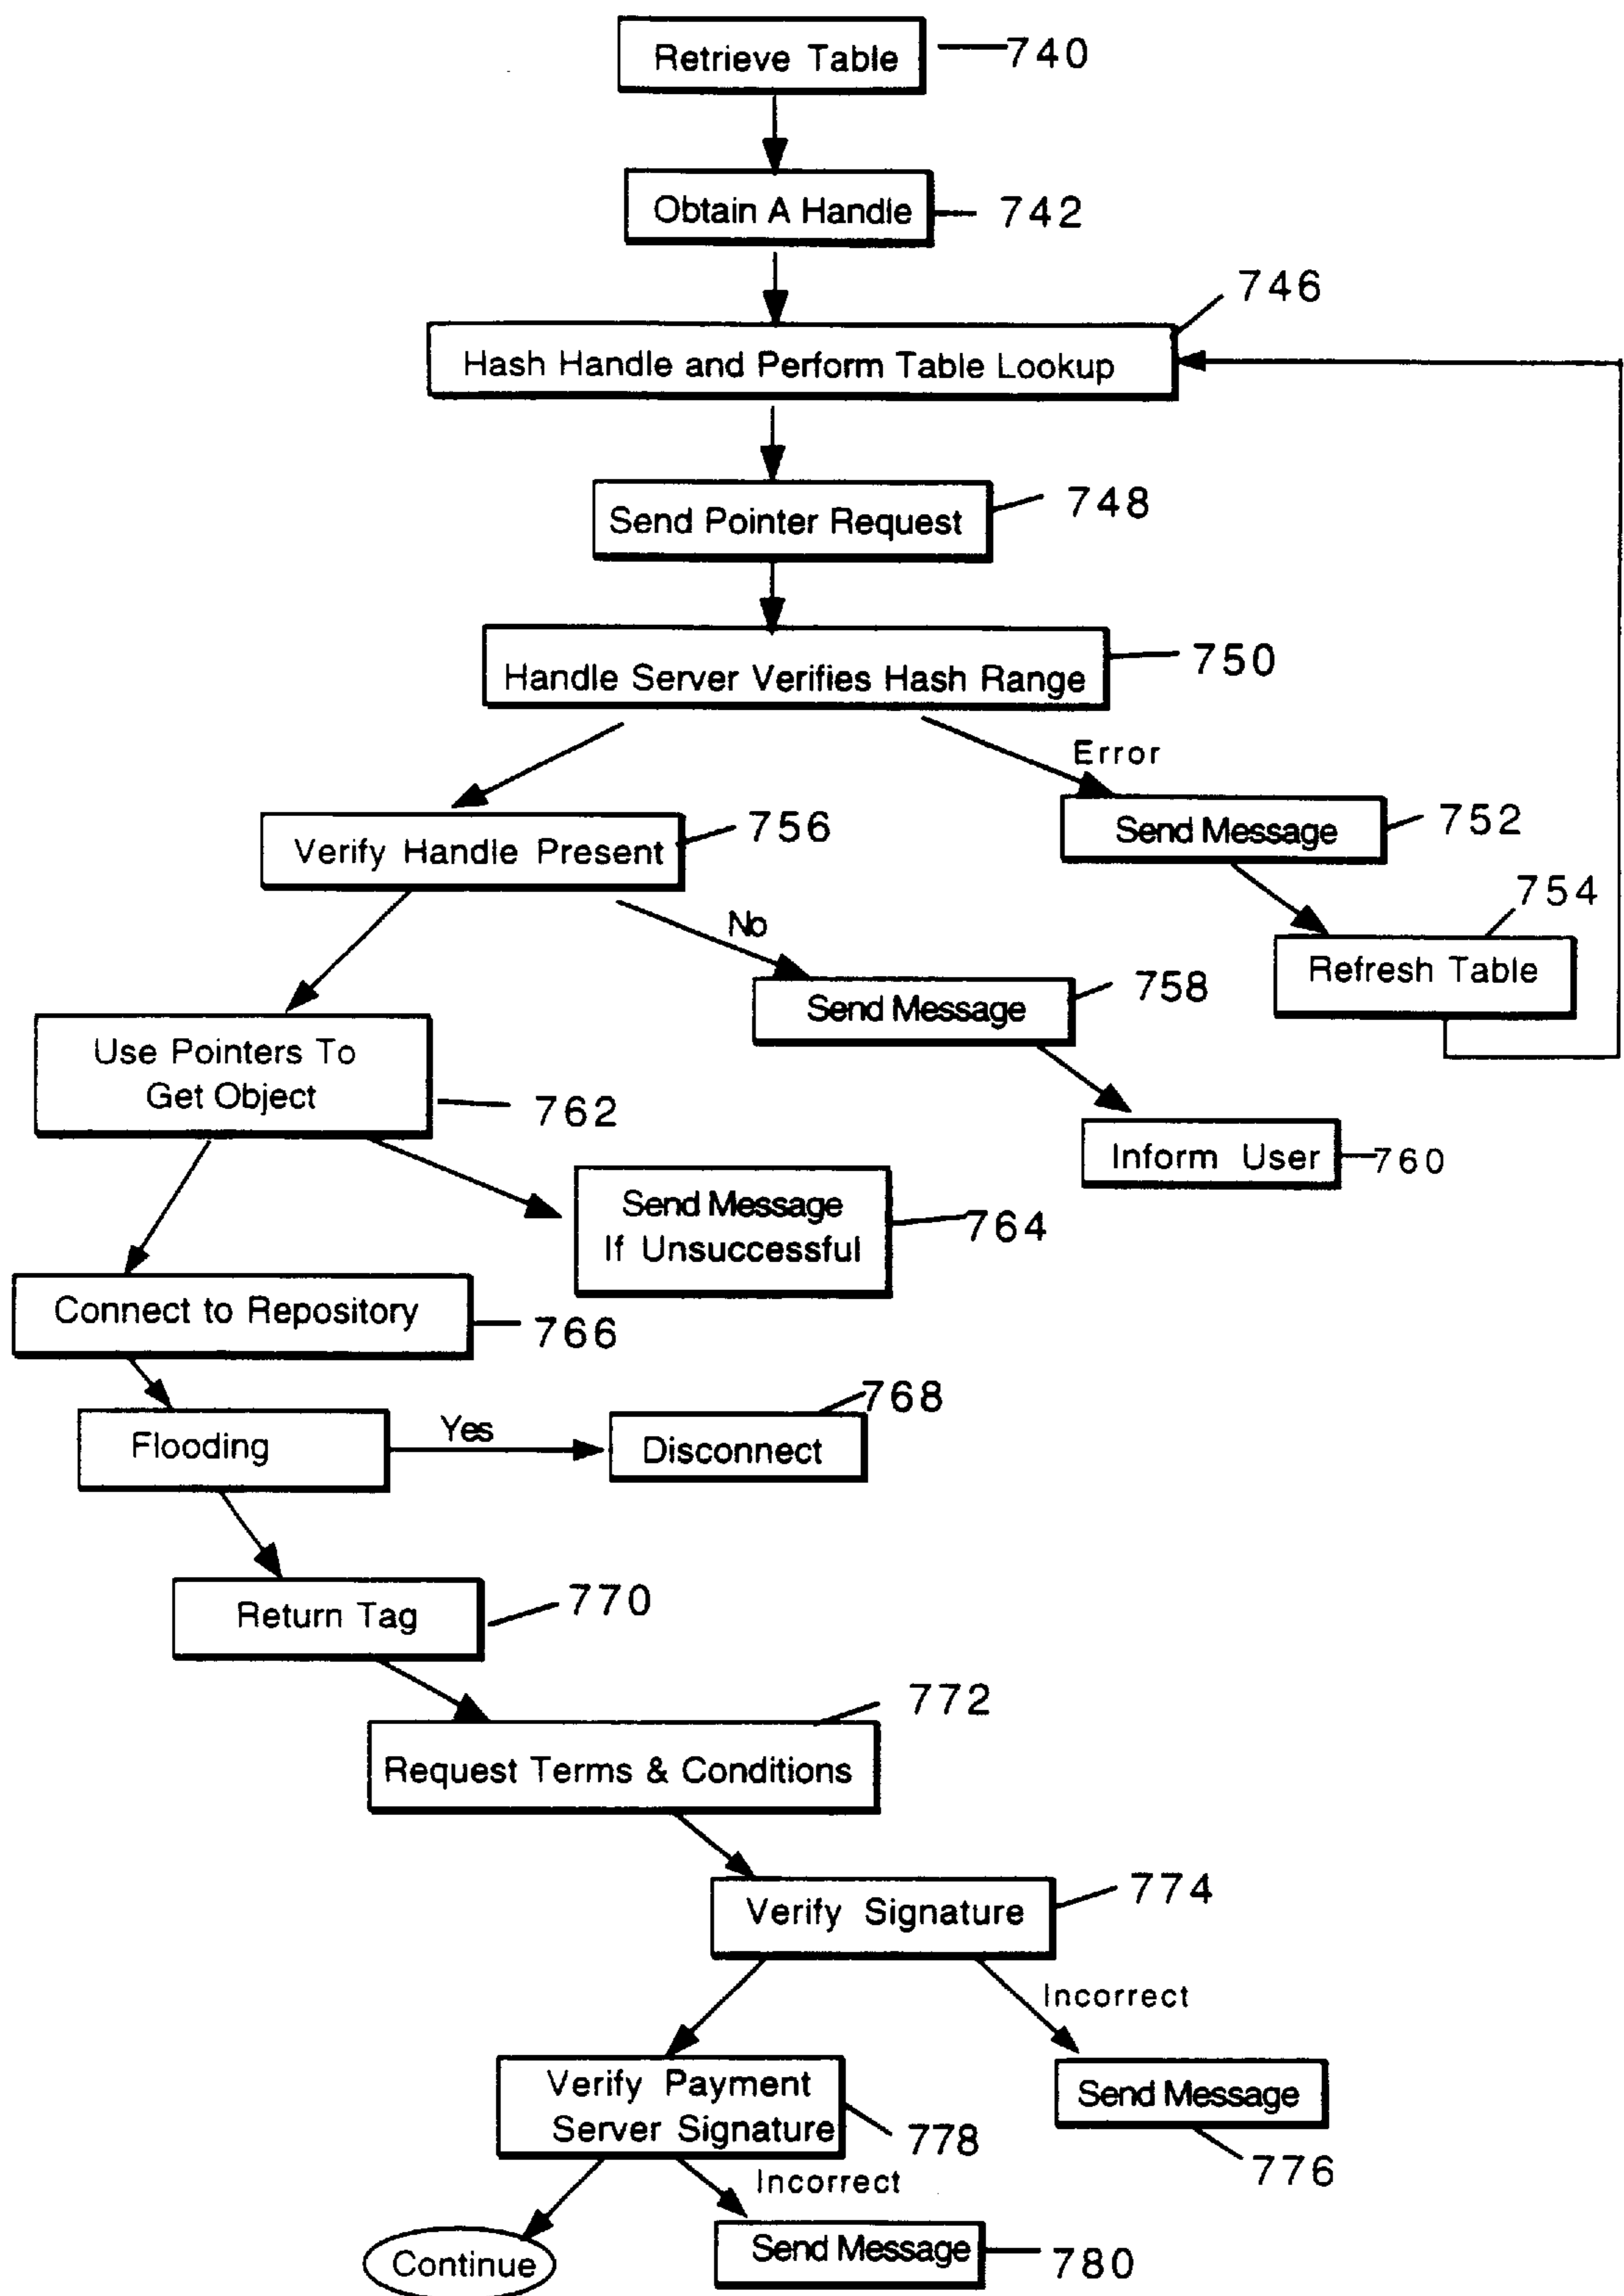 Retrieve Table
740
Obtain A Handle
742
746
Hash Handle and Perform Table Lookup
Send Pointer Request
748
Handle Server Verifies Hash Range
750
Error
Verify Handle Present
756
Send Message
752
754
No
Refresh Table
Send Message
758
Use Pointers To
Get Object
762
Inform User
760
Send Message
If Unsuccessful
764
Connect to Repository
766
768
Flooding
Yes
Disconnect
Return Tag
770
772
Request Terms & Conditions
774
Verify Signature
Incorrect
Verify Payment
Server Signature
778
Send Message
776
Incorrect
Continue
Send Message
780